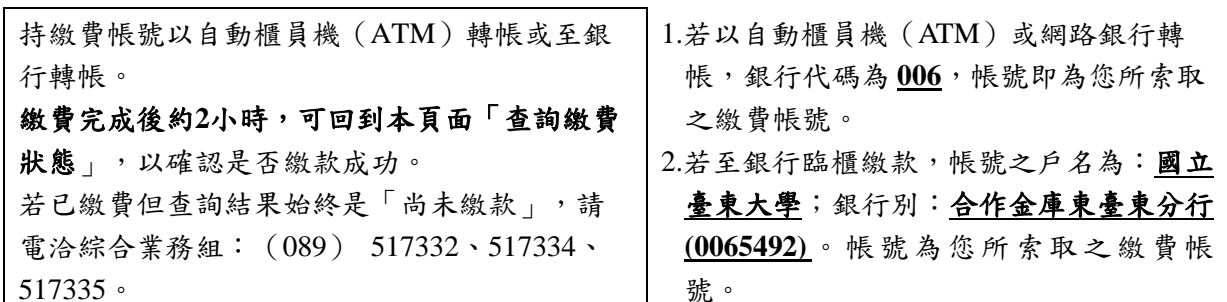 持繳費帳號以自動櫃員機（ATM）轉帳或至銀
行轉帳。
繳費完成後約2小時，可回到本頁面「查詢繳費
狀態」，以確認是否繳款成功。
若已繳費但查詢結果始終是「尚未繳款」，請
電洽綜合業務組：（089） 517332、517334、
517335。
1.若以自動櫃員機（ATM）或網路銀行轉
帳，銀行代碼為 006，帳號即為您所索取
之繳費帳號。
2.若至銀行臨櫃繳款，帳號之戶名為：國立
臺東大學；銀行別：合作金庫東臺東分行
(0065492)。帳號為您所索取之繳費帳
號。